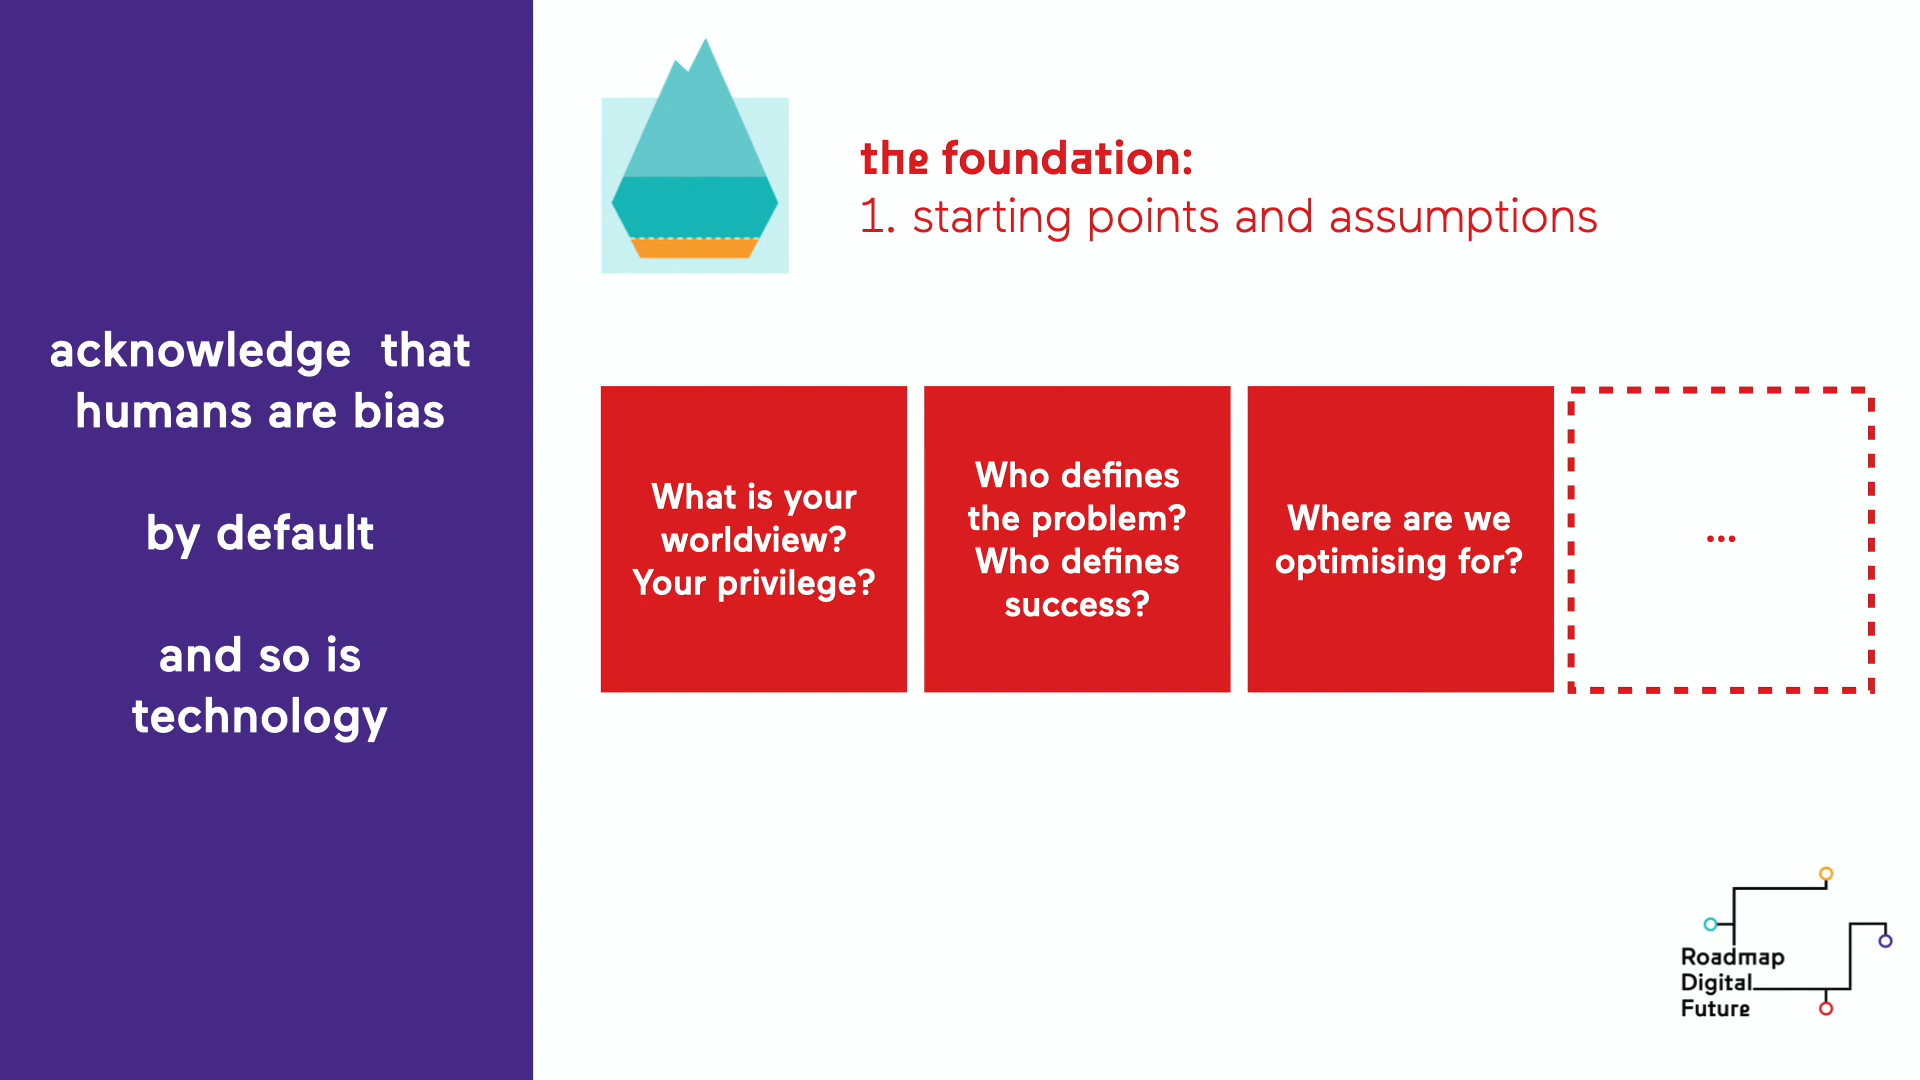 acknowledge that
humans are bias
by default
and so is
technology
the foundation:
1. starting points and assumptions
What is your
worldview?
Your privilege?
Who defines
the problem?
Who defines
success?
Where are we
optimising for?
...
Roadmap
Digital
Future